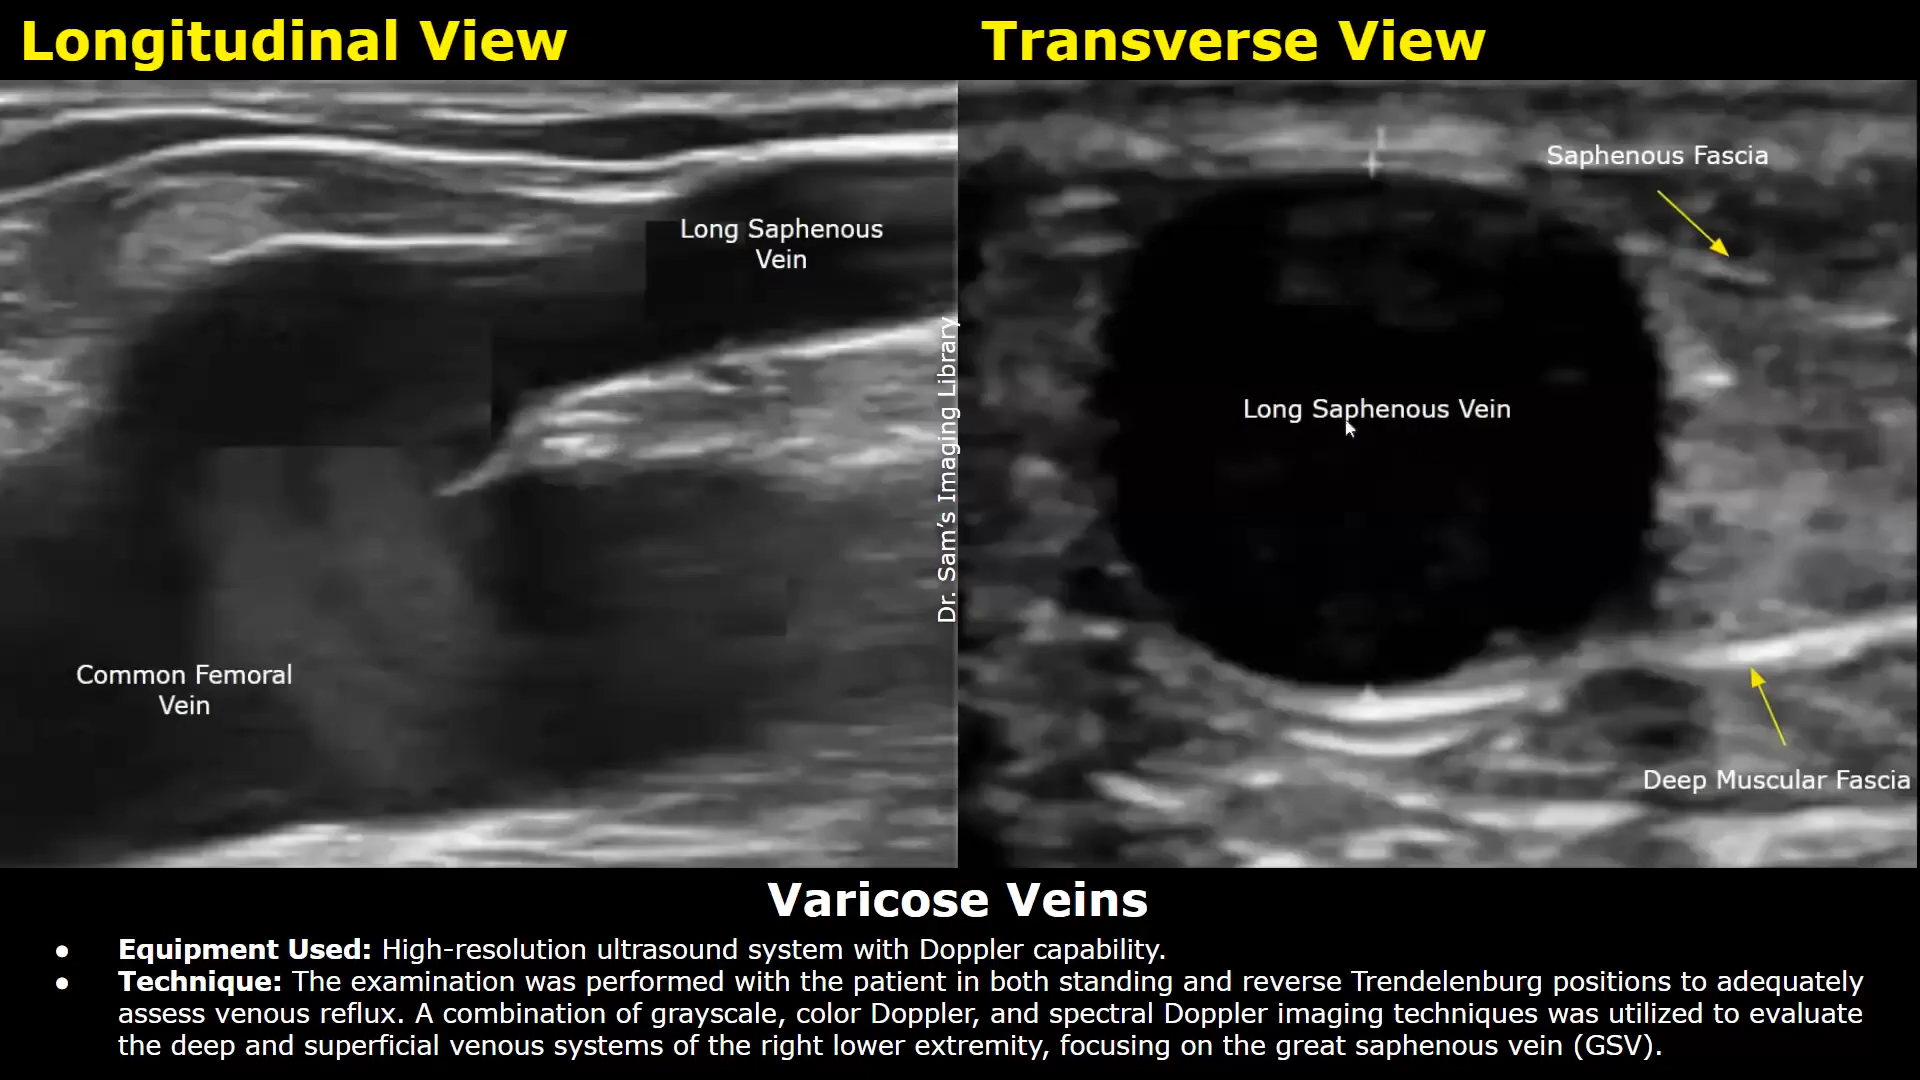 Longitudinal View
Transverse View
Long Saphenous
Vein
Common Femoral
Vein
Dr. Sam's Imaging Library
Saphenous Fascia
Long Saphenous Vein
Deep Muscular Fascia
Varicose Veins
● Equipment Used: High-resolution ultrasound system with Doppler capability.
● Technique: The examination was performed with the patient in both standing and reverse Trendelenburg positions to adequately
assess venous reflux. A combination of grayscale, color Doppler, and spectral Doppler imaging techniques was utilized to evaluate
the deep and superficial venous systems of the right lower extremity, focusing on the great saphenous vein (GSV).